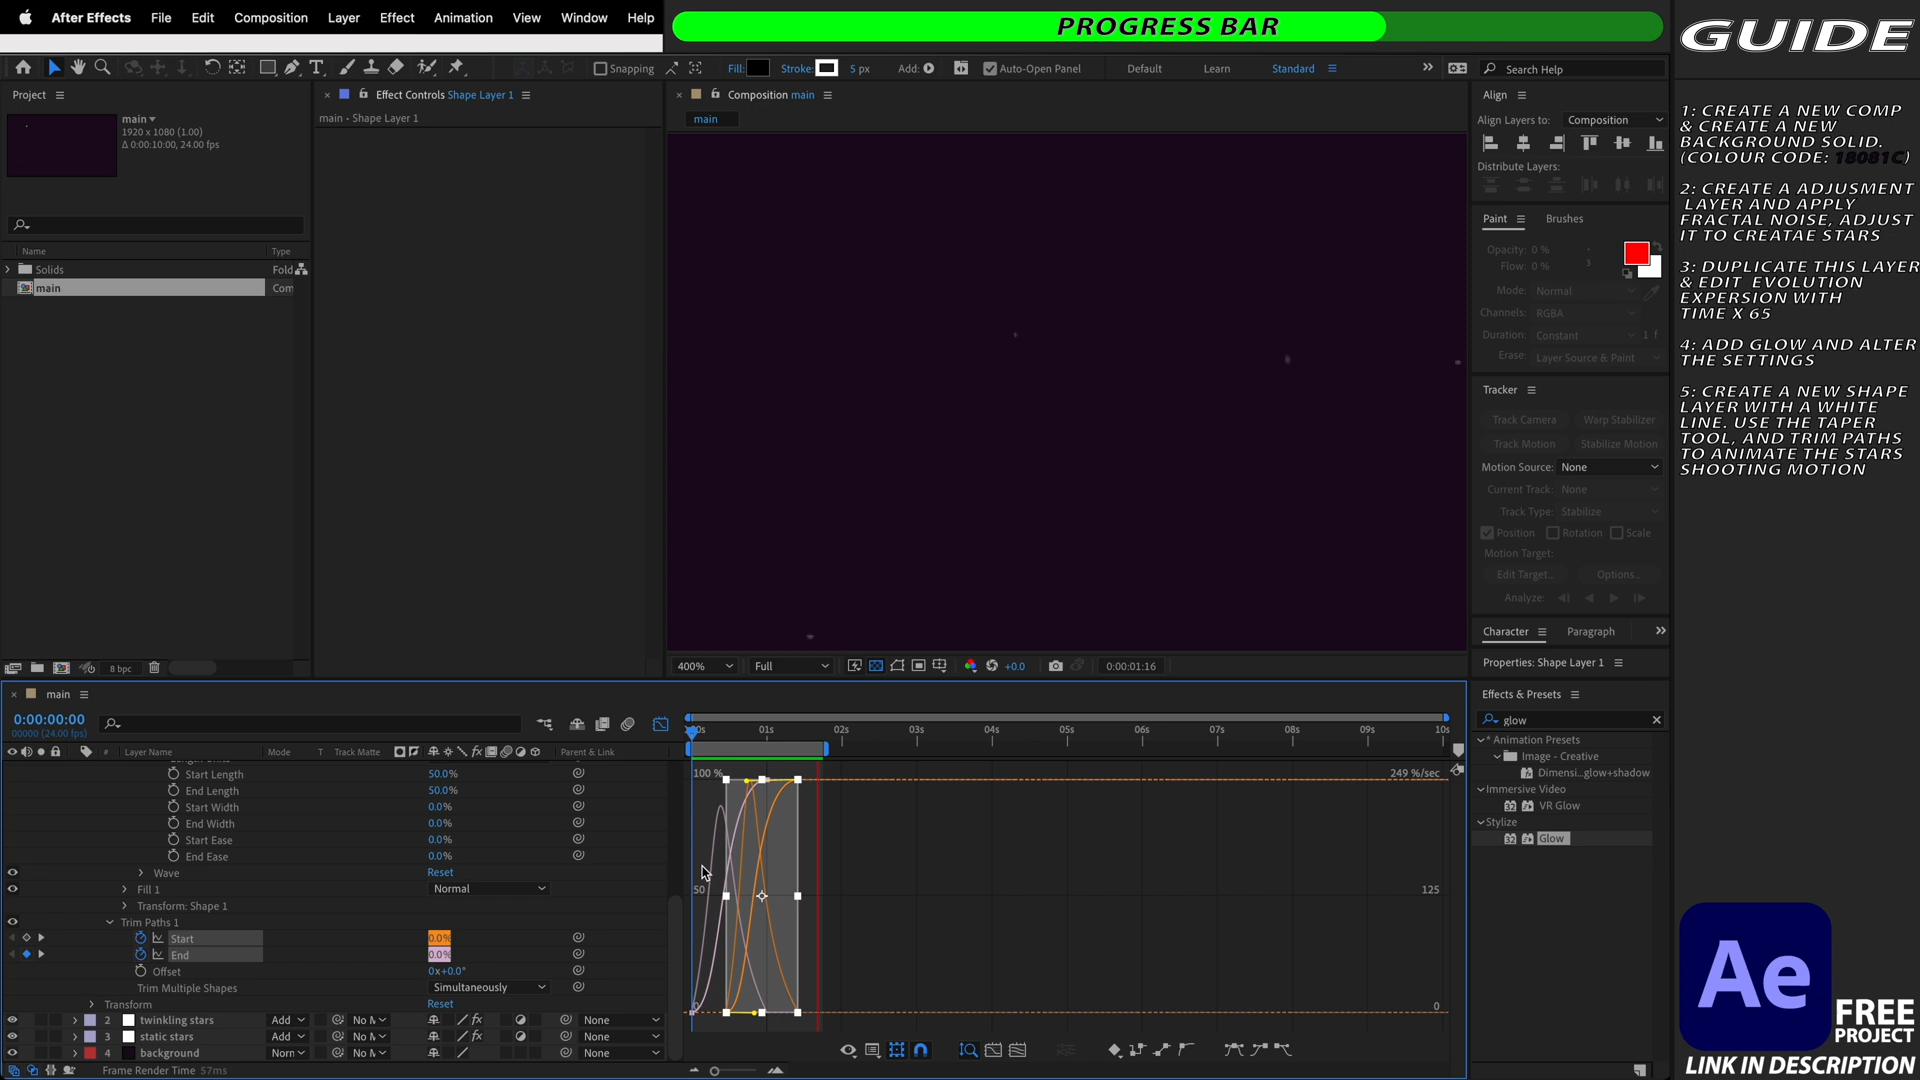 After Effects File Edit Composition Layer Effect Animation View Window Help
PROGRESS BAR
GUIDE
Snapping Fill: Stroke: 5 px Add: Auto-Open Panel Default Learn Standard Search Help
Project
Effect Controls Shape Layer 1
Composition main
Align
main
1920 x 1080 (1.00)
Δ 0:00:10:00, 24.00 fps
main • Shape Layer 1
main
Align Layers to: Composition
Distribute Layers:
Name Type
Solids Fold
main Com
Paint Brushes
Opacity: 0 %
Flow: 0 %
3
Mode: Normal
Channels: RGBA
Duration: Constant 1 f
Erase: Layer Source & Paint
Tracker
Track Camera Warp Stabilizer
Track Motion Stabilize Motion
Motion Source: None
Current Track: None
Track Type: Stabilize
Position Rotation Scale
Motion Target:
Edit Target... Options...
Analyze:
Character Paragraph
Properties: Shape Layer 1
Effects & Presets
glow
* Animation Presets
Image - Creative
Dimensi...glow+shadow
Immersive Video
32 VR Glow
Stylize
32 Glow
8 bpc
400% Full +0.0 0:00:01:16
main
0:00:00:00
00000 (24.00 fps)
# Layer Name Mode T Track Matte fx Parent & Link
Start Length 50.0%
End Length 50.0%
Start Width 0.0%
End Width 0.0%
Start Ease 0.0%
End Ease 0.0%
Wave Reset
Fill 1 Normal
Transform: Shape 1
Trim Paths 1
Start 0.0%
End 0.0%
Offset 0x+0.0°
Trim Multiple Shapes Simultaneously
Transform Reset
2 twinkling stars Add No M fx None
3 static stars Add No M fx None
4 background Norn No M None
Frame Render Time 57ms
01s 02s 03s 04s 05s 06s 07s 08s 09s 10s
100 % 249 %/sec
50 125
0 0
1: CREATE A NEW COMP
& CREATE A NEW
BACKGROUND SOLID.
(COLOUR CODE: 18081C)
2: CREATE A ADJUSMENT
LAYER AND APPLY
FRACTAL NOISE, ADJUST
IT TO CREATAE STARS
3: DUPLICATE THIS LAYER
& EDIT EVOLUTION
EXPERSION WITH
TIME X 65
4: ADD GLOW AND ALTER
THE SETTINGS
5: CREATE A NEW SHAPE
LAYER WITH A WHITE
LINE. USE THE TAPER
TOOL, AND TRIM PATHS
TO ANIMATE THE STARS
SHOOTING MOTION
Ae
FREE
PROJECT
LINK IN DESCRIPTION